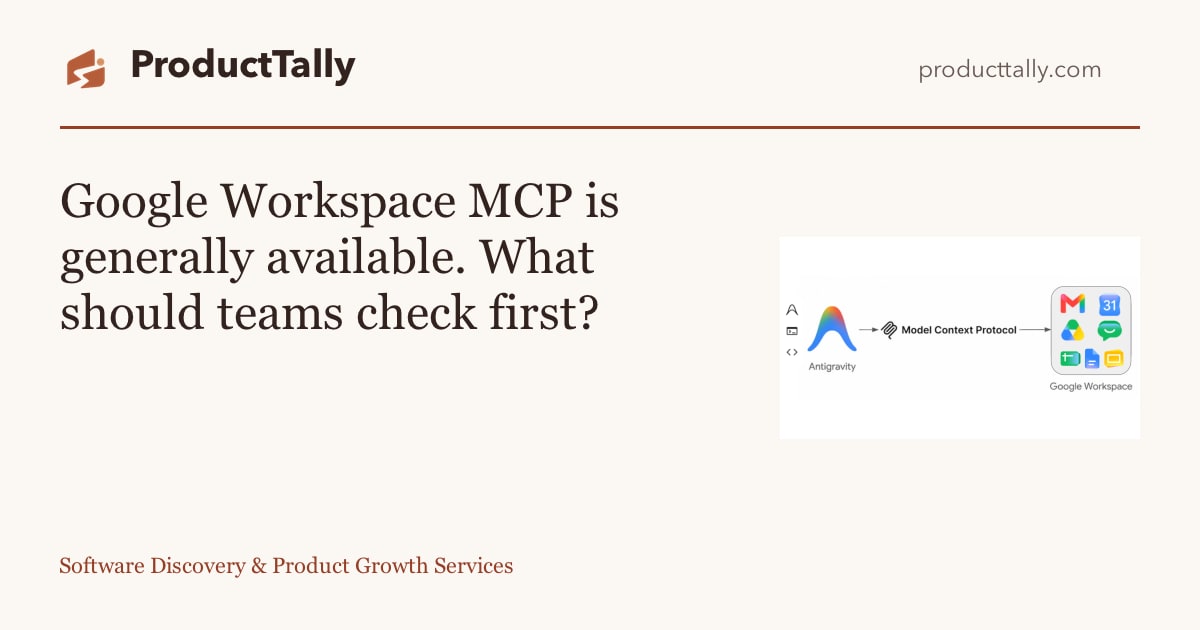 ProductTally
producttally.com
Google Workspace MCP is
generally available. What
should teams check first?
31
Model Context Protocol
Antigravity
Google Workspace
Software Discovery & Product Growth Services